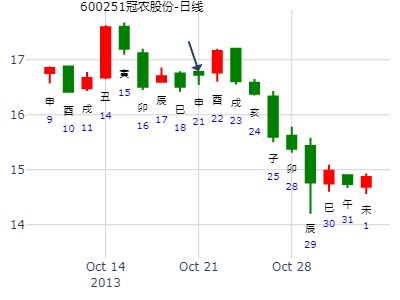 600251冠农股份-日线
17
16
15
14
申
9
酉
10
戌
11
丑
14
寅
15
卯
16
辰
17
巳
18
申
21
酉
22
戌
23
亥
24
子
25
卯
28
辰
29
巳
30
午
31
未
1
Oct 14
2013
Oct 21
Oct 28